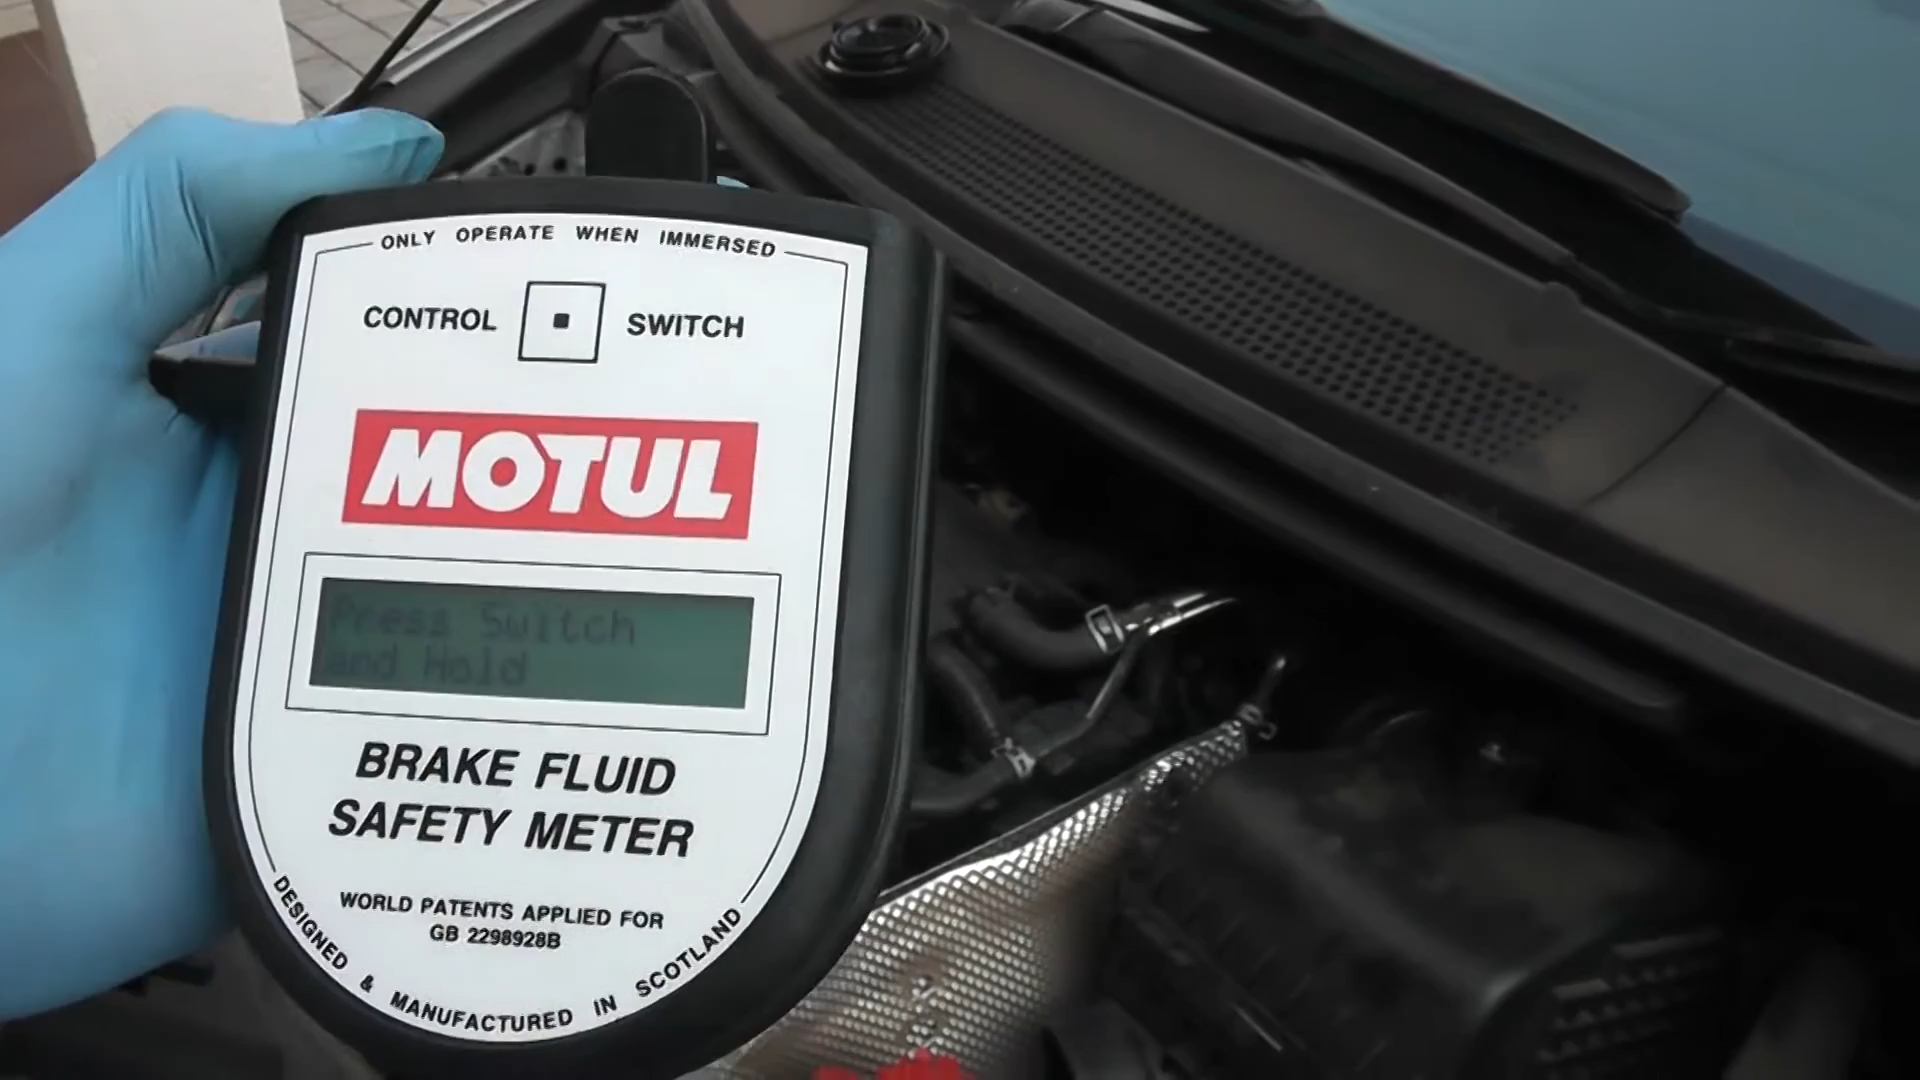 ONLY OPERATE WHEN IMMERSED
CONTROL SWITCH
MOTUL
Press Switch
and Hold
BRAKE FLUID
SAFETY METER
WORLD PATENTS APPLIED FOR
GB 2298928B
DESIGNED & MANUFACTURED IN SCOTLAND